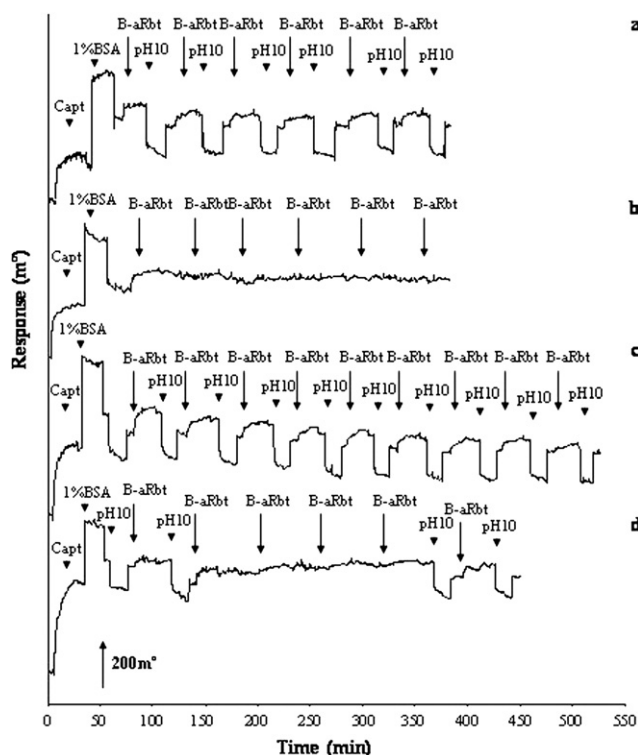 B-aRbt B-aRbt B-aRbt B-aRbt B-aRbt B-aRbt a
1%BSA pH10 pH10 pH10 pH10 pH10 pH10
Capt
1%BSA B-aRbt B-aRbt B-aRbt B-aRbt B-aRbt B-aRbt b
Capt
1%BSA c
B-aRbt B-aRbt B-aRbt B-aRbt B-aRbt B-aRbt B-aRbt B-aRbt
Capt pH10 pH10 pH10 pH10 pH10 pH10 pH10 pH10 pH10
1%BSA B-aRbt
pH10 pH10 B-aRbt B-aRbt B-aRbt B-aRbt pH10 B-aRbt pH10 d
Capt
200m°
Response (m°)
0 50 100 150 200 250 300 350 400 450 500 550
Time (min)